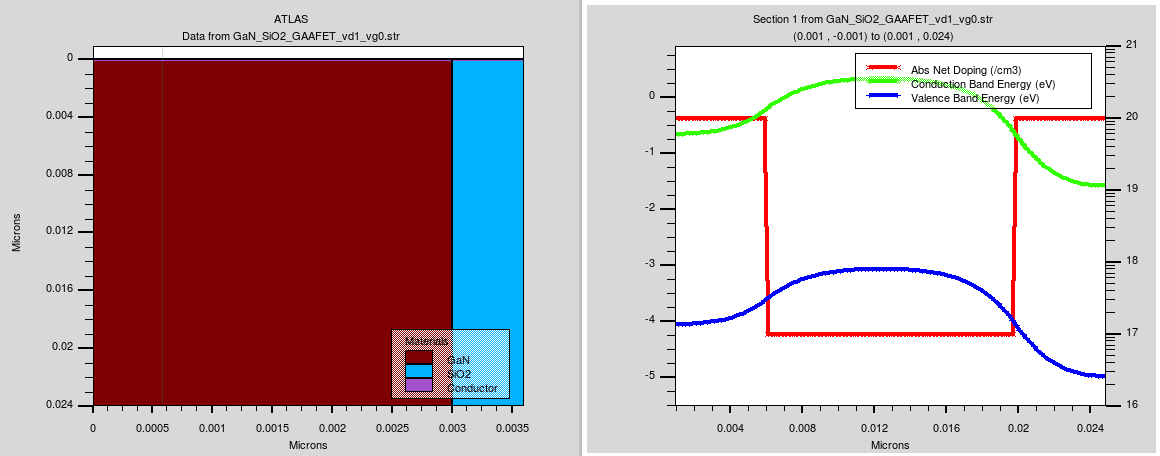 ATLAS
Data from GaN_SiO2_GAAFET_vd1_vg0.str
0
0.004
0.008
0.012
0.016
0.02
0.024
Microns
0
0.0005
0.001
0.0015
0.002
0.0025
0.003
0.0035
Microns
Materials
GaN
SiO2
Conductor
Section 1 from GaN_SiO2_GAAFET_vd1_vg0.str
(0.001 , -0.001) to (0.001 , 0.024)
Abs Net Doping (/cm3)
Conduction Band Energy (eV)
Valence Band Energy (eV)
0
-1
-2
-3
-4
-5
21
20
19
18
17
16
0.004
0.008
0.012
0.016
0.02
0.024
Microns